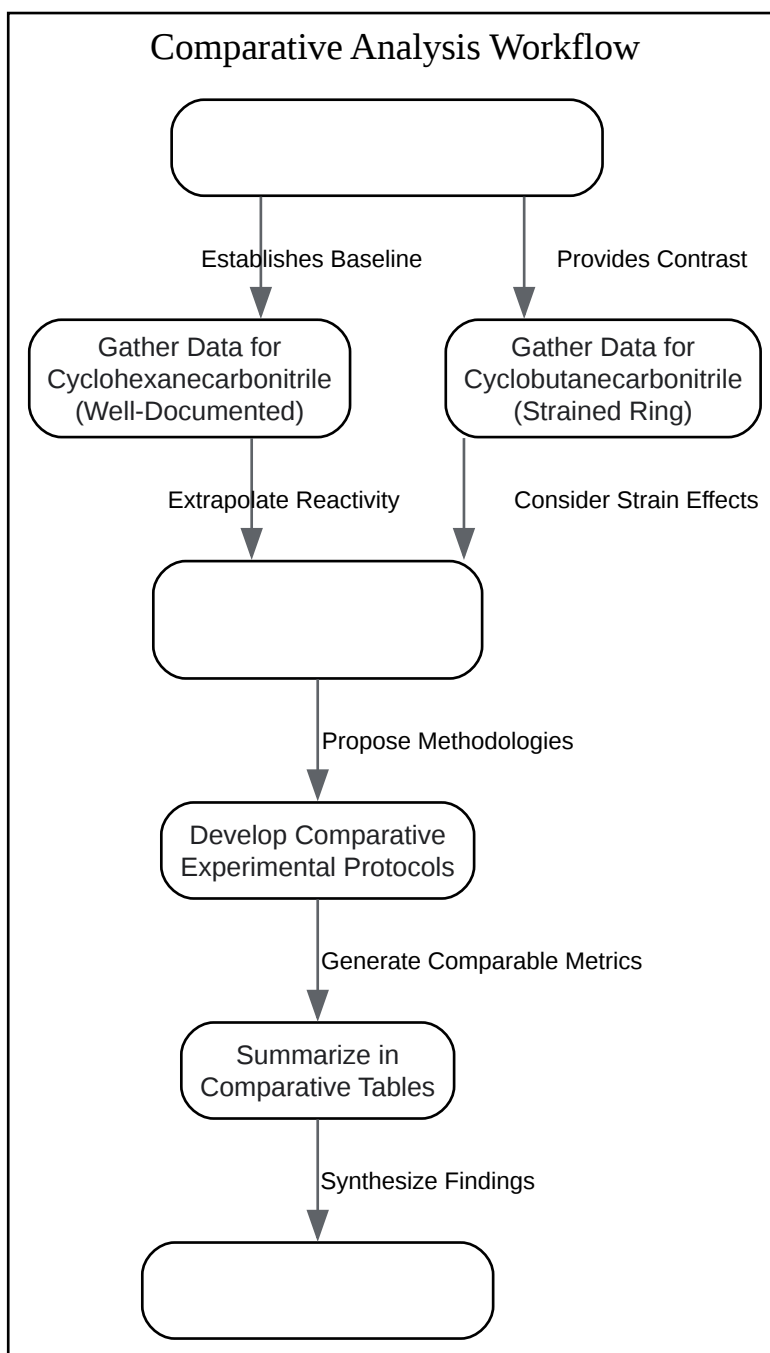 Comparative Analysis Workflow
Establishes Baseline
Provides Contrast
Gather Data for
Cyclohexanecarbonitrile
(Well-Documented)
Gather Data for
Cyclobutanecarbonitrile
(Strained Ring)
Extrapolate Reactivity
Consider Strain Effects
Propose Methodologies
Develop Comparative
Experimental Protocols
Generate Comparable Metrics
Summarize in
Comparative Tables
Synthesize Findings